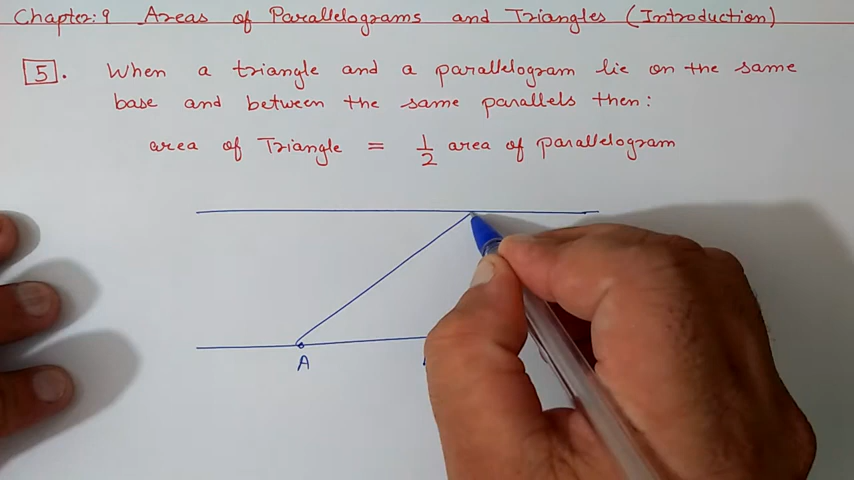 Chapter: 9 Areas of Parallelograms and Triangles (Introduction)
5. When a triangle and a parallelogram lie on the same
base and between the same parallels then:
area of Triangle = 1/2 area of parallelogram
A